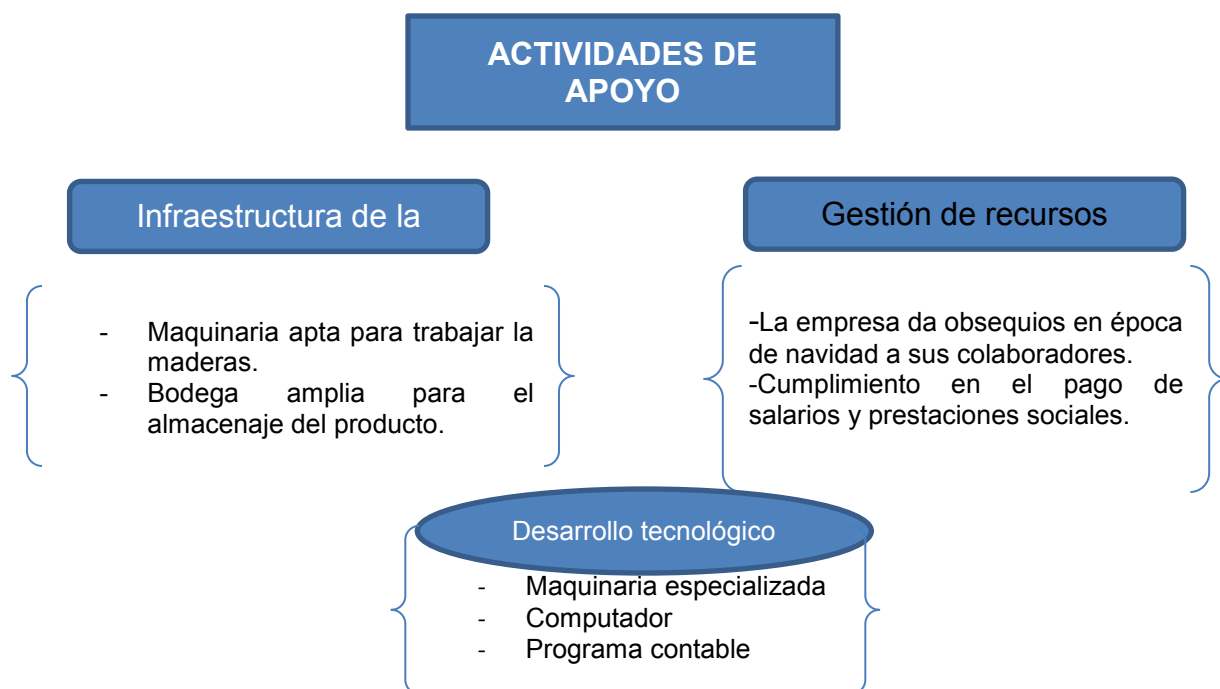 ACTIVIDADES DE
APOYO
Infraestructura de la
- Maquinaria apta para trabajar la
maderas.
- Bodega amplia para el
almacenaje del producto.
Gestión de recursos
-La empresa da obsequios en época
de navidad a sus colaboradores.
-Cumplimiento en el pago de
salarios y prestaciones sociales.
Desarrollo tecnológico
- Maquinaria especializada
- Computador
- Programa contable